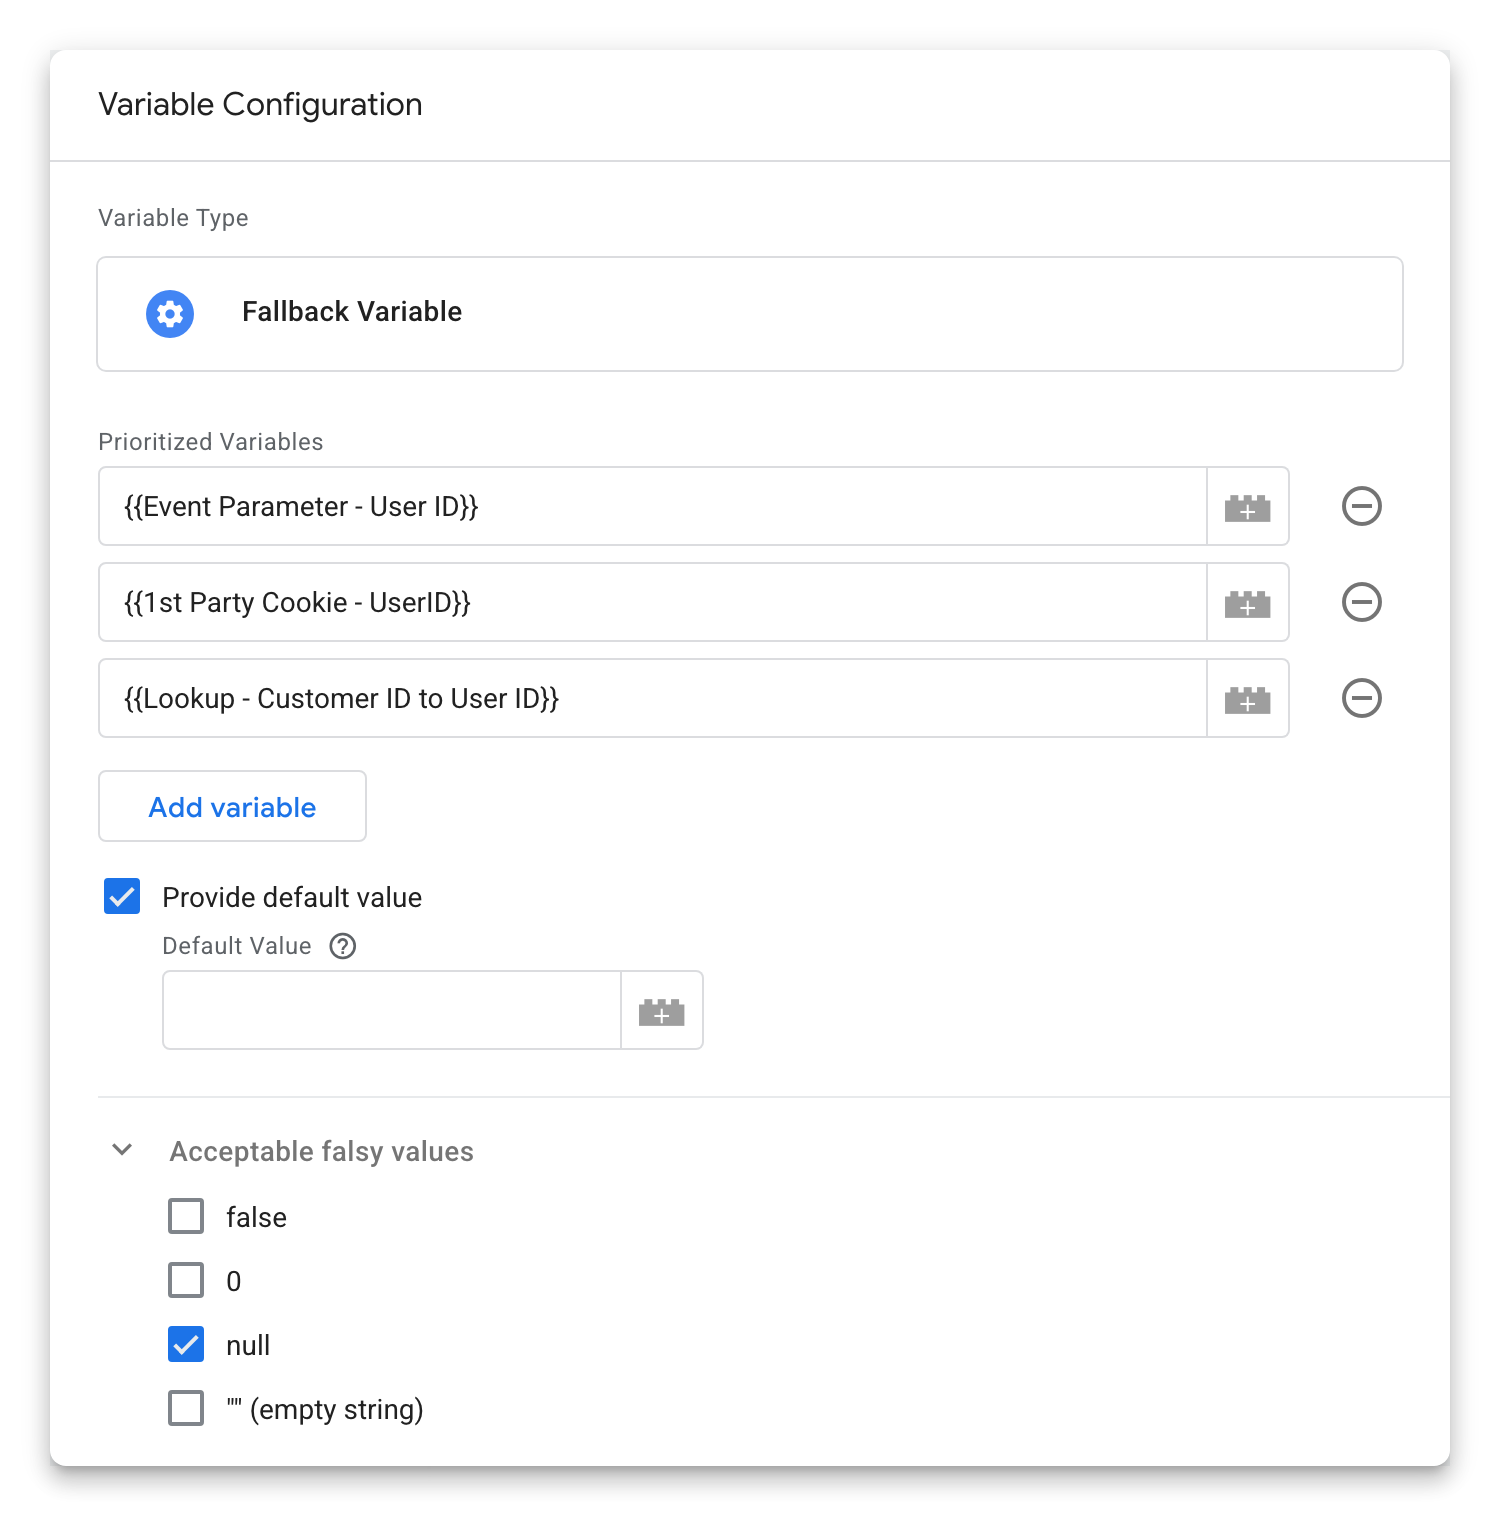 Variable Configuration
Variable Type
Fallback Variable
Prioritized Variables
{{Event Parameter - User ID}}
{{1st Party Cookie - UserID}}
{{Lookup - Customer ID to User ID}}
Add variable
Provide default value
Default Value
Acceptable falsy values
false
0
null
"" (empty string)